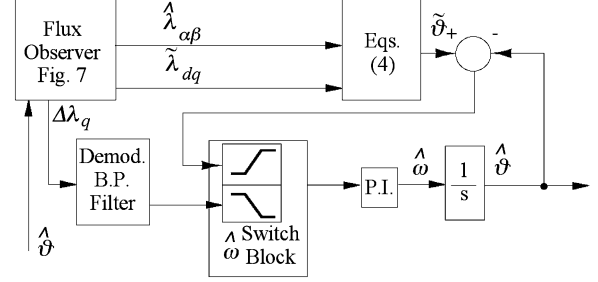 Flux
Observer
Fig. 7
λ̂ αβ
λ̃ dq
Eqs.
(4)
ϑ̃ +
-
Δλq
Demod.
B.P.
Filter
ω̂ Switch
Block
P.I.
ω̂
1
s
ϑ̂
ϑ̂